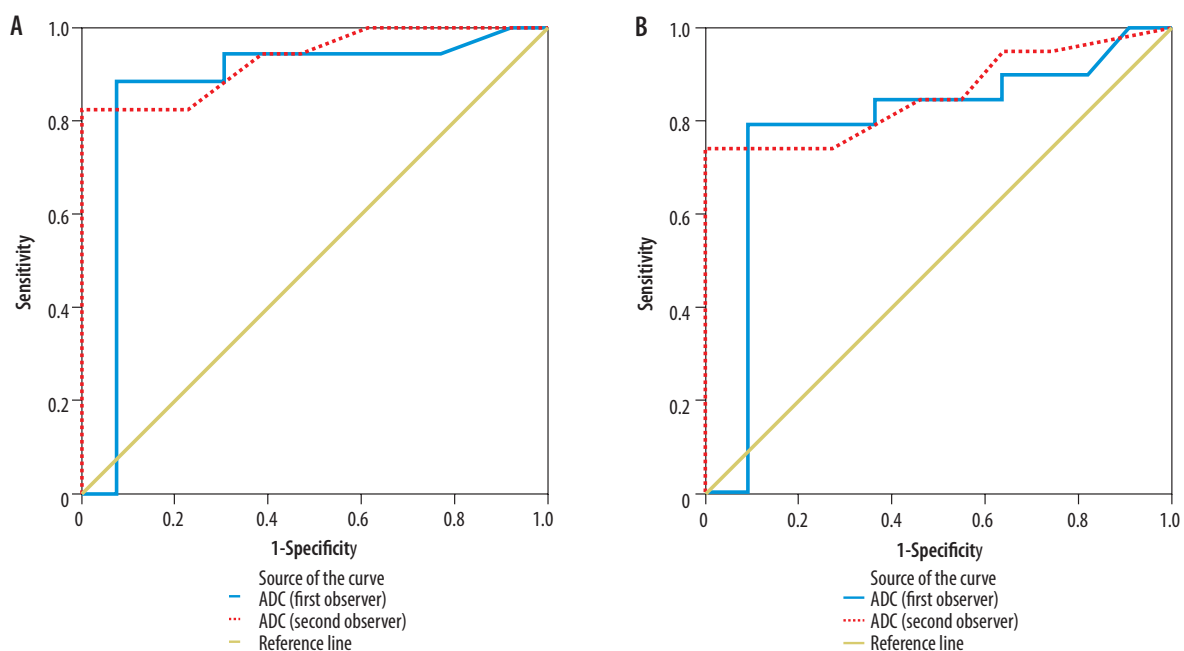 A
1.0
0.8
0.6
0.4
0.2
0
Sensitivity
0 0.2 0.4 0.6 0.8 1.0
1-Specificity
Source of the curve
ADC (first observer)
ADC (second observer)
Reference line
B
1.0
0.8
0.6
0.4
0.2
0
Sensitivity
0 0.2 0.4 0.6 0.8 1.0
1-Specificity
Source of the curve
ADC (first observer)
ADC (second observer)
Reference line